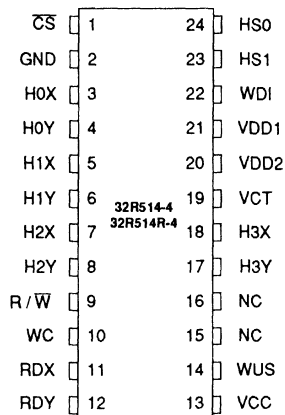 C̅S̅ 1 24 HS0
GND 2 23 HS1
H0X 3 22 WDI
H0Y 4 21 VDD1
H1X 5 20 VDD2
H1Y 6 19 VCT
32R514-4
32R514R-4
H2X 7 18 H3X
H2Y 8 17 H3Y
R / W̅ 9 16 NC
WC 10 15 NC
RDX 11 14 WUS
RDY 12 13 VCC